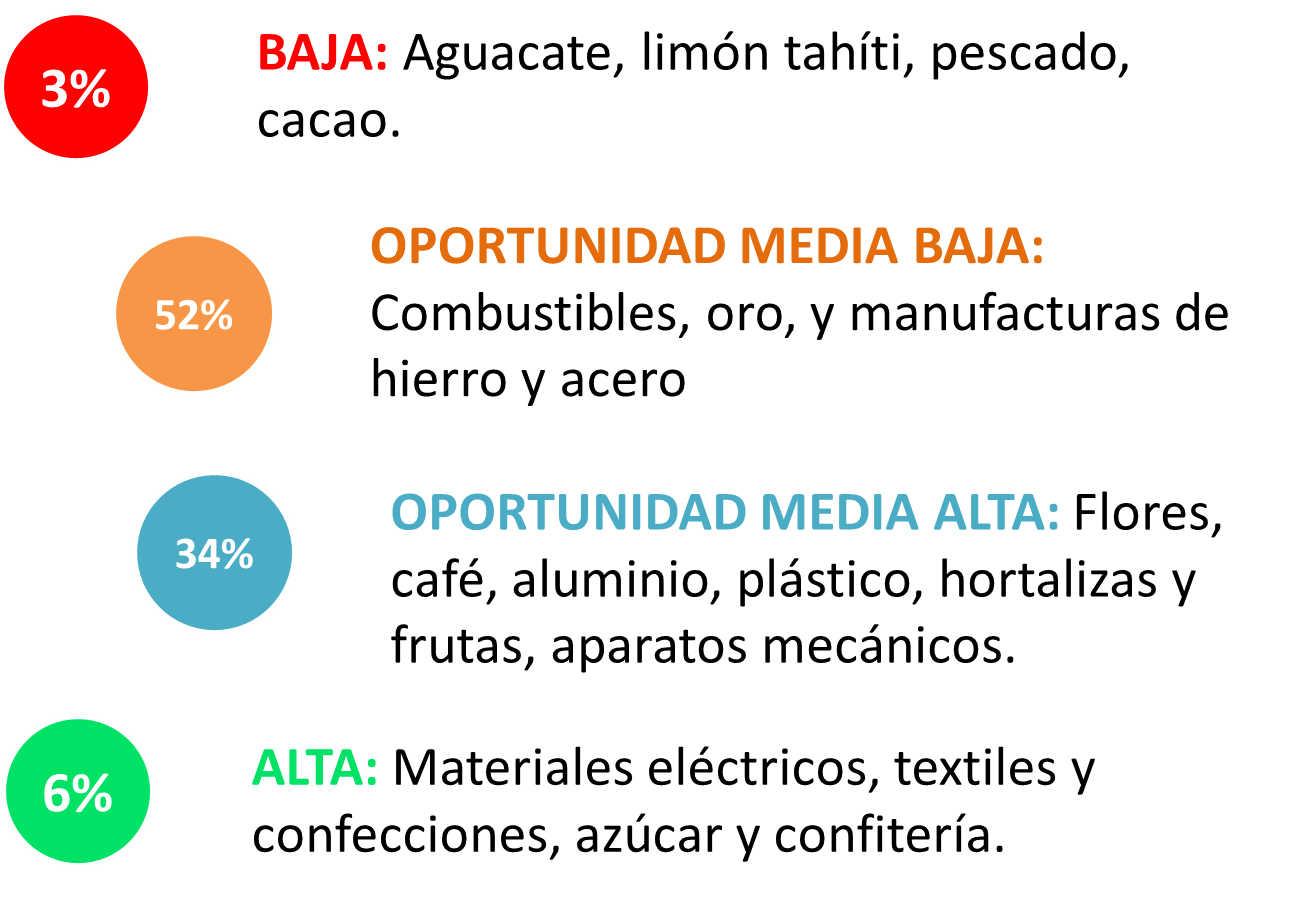 3%
BAJA: Aguacate, limón tahíti, pescado,
cacao.
52%
OPORTUNIDAD MEDIA BAJA:
Combustibles, oro, y manufacturas de
hierro y acero
34%
OPORTUNIDAD MEDIA ALTA: Flores,
café, aluminio, plástico, hortalizas y
frutas, aparatos mecánicos.
6%
ALTA: Materiales eléctricos, textiles y
confecciones, azúcar y confitería.